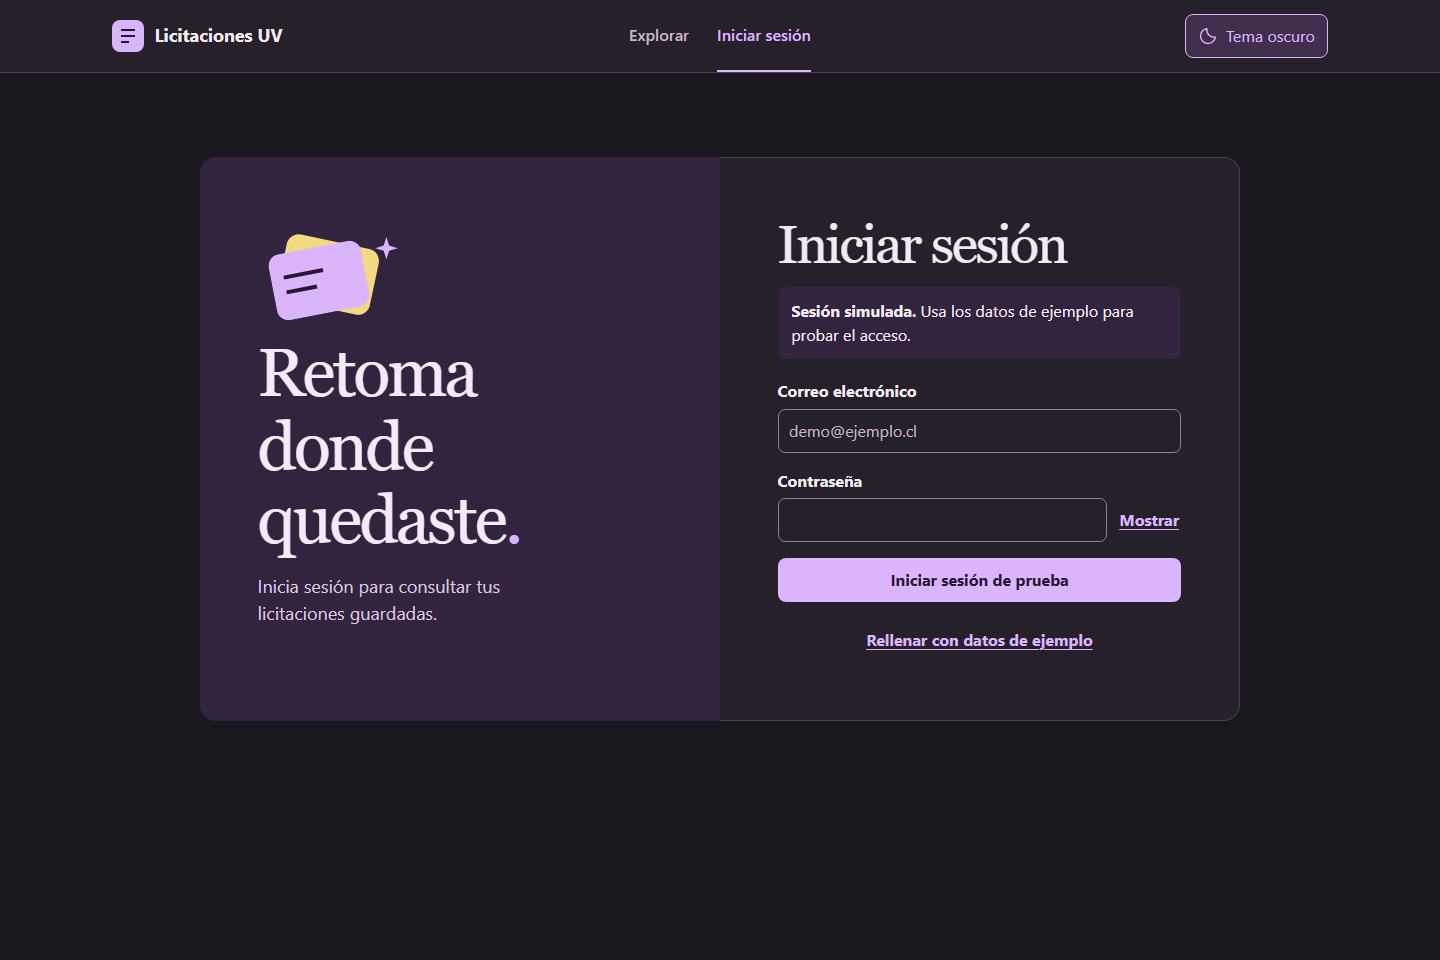 Licitaciones UV
Explorar
Iniciar sesión
Tema oscuro
Retoma
donde
quedaste.
Inicia sesión para consultar tus
licitaciones guardadas.
Iniciar sesión
Sesión simulada. Usa los datos de ejemplo para
probar el acceso.
Correo electrónico
demo@ejemplo.cl
Contraseña
Mostrar
Iniciar sesión de prueba
Rellenar con datos de ejemplo